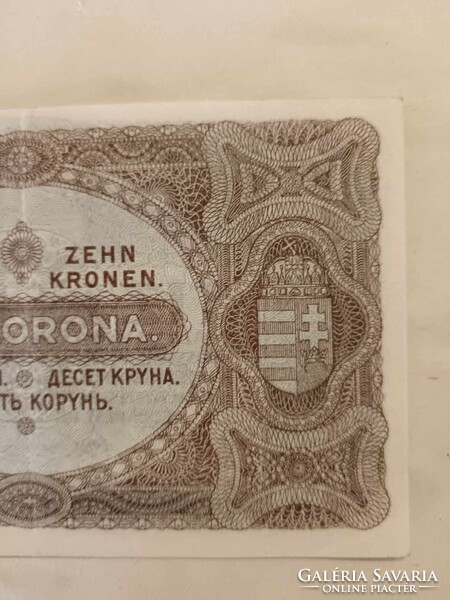 ZEHN
KRONEN.
ORONA.
. ДЕСЕТ КРУНА.
ТЬ КОРУНЬ.
GALÉRIA SAVARIA
ONLINE PIACTÉR